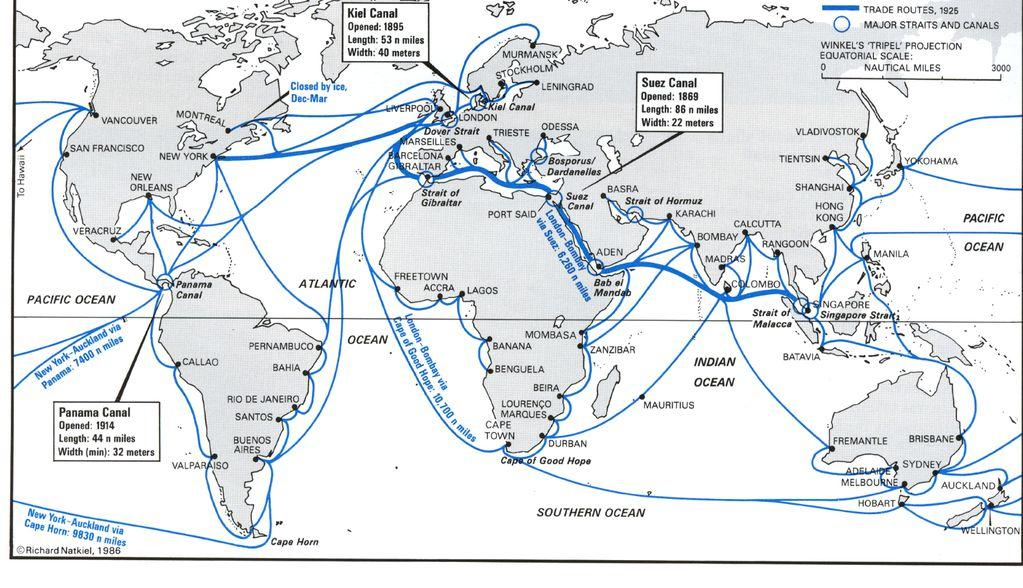 Kiel Canal
Opened: 1895
Length: 53 n miles
Width: 40 meters
TRADE ROUTES, 1925
MAJOR STRAITS AND CANALS
WINKEL'S 'TRIPEL' PROJECTION
EQUATORIAL SCALE:
0 NAUTICAL MILES 3000
Suez Canal
Opened: 1869
Length: 86 n miles
Width: 22 meters
MURMANSK
STOCKHOLM
LENINGRAD
Kiel Canal
Closed by ice,
Dec-Mar
LIVERPOOL
LONDON
Dover Strait
VANCOUVER
MONTREAL
SAN FRANCISCO
NEW YORK
To Hawaii
NEW
ORLEANS
VERACRUZ
Panama
Canal
MARSEILLES
TRIESTE
ODESSA
BARCELONA
GIBRALTAR
Bosporus/
Dardanelles
Strait of
Gibraltar
PORT SAID
Suez
Canal
BASRA
Strait of Hormuz
KARACHI
CALCUTTA
BOMBAY
RANGOON
MADRAS
COLOMBO
VLADIVOSTOK
TIENTSIN
YOKOHAMA
SHANGHAI
HONG
KONG
MANILA
PACIFIC
OCEAN
London-Bombay
via Suez: 6,260 n miles
ADEN
Bab el
Mandab
PACIFIC OCEAN
ATLANTIC
OCEAN
FREETOWN
ACCRA
LAGOS
Strait of
Malacca
SINGAPORE
Singapore Strait
BATAVIA
New York-Auckland via
Panama: 7400 n miles
London-Bombay via
Cape of Good Hope: 10,700 n miles
PERNAMBUCO
CALLAO
BAHIA
RIO DE JANEIRO
SANTOS
BUENOS
AIRES
VALPARAISO
BANANA
BENGUELA
MOMBASA
ZANZIBAR
BEIRA
LOURENÇO
MARQUES
CAPE
TOWN
DURBAN
Cape of Good Hope
MAURITIUS
INDIAN
OCEAN
Panama Canal
Opened: 1914
Length: 44 n miles
Width (min): 32 meters
FREMANTLE
BRISBANE
ADELAIDE
SYDNEY
MELBOURNE
AUCKLAND
HOBART
WELLINGTON
SOUTHERN OCEAN
New York-Auckland via
Cape Horn: 9830 n miles
Cape Horn
©Richard Natkiel, 1986